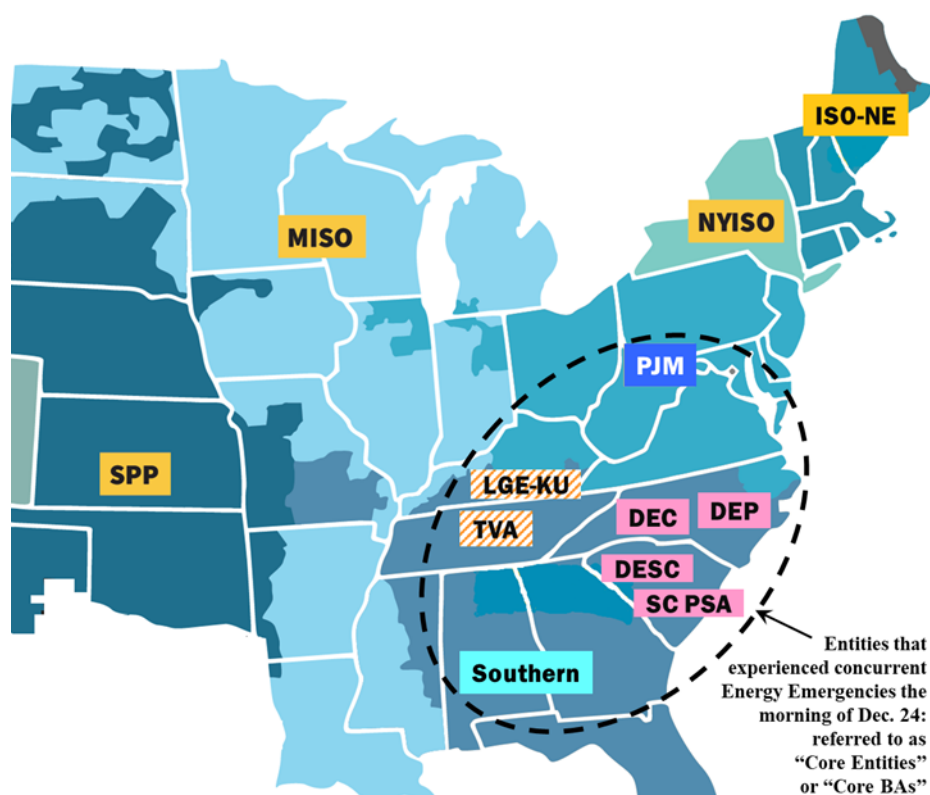 ISO-NE
NYISO
MISO
PJM
SPP
LGE-KU
TVA
DEC
DEP
DESC
SC PSA
Southern
Entities that
experienced concurrent
Energy Emergencies the
morning of Dec. 24:
referred to as
“Core Entities”
or “Core BAs”